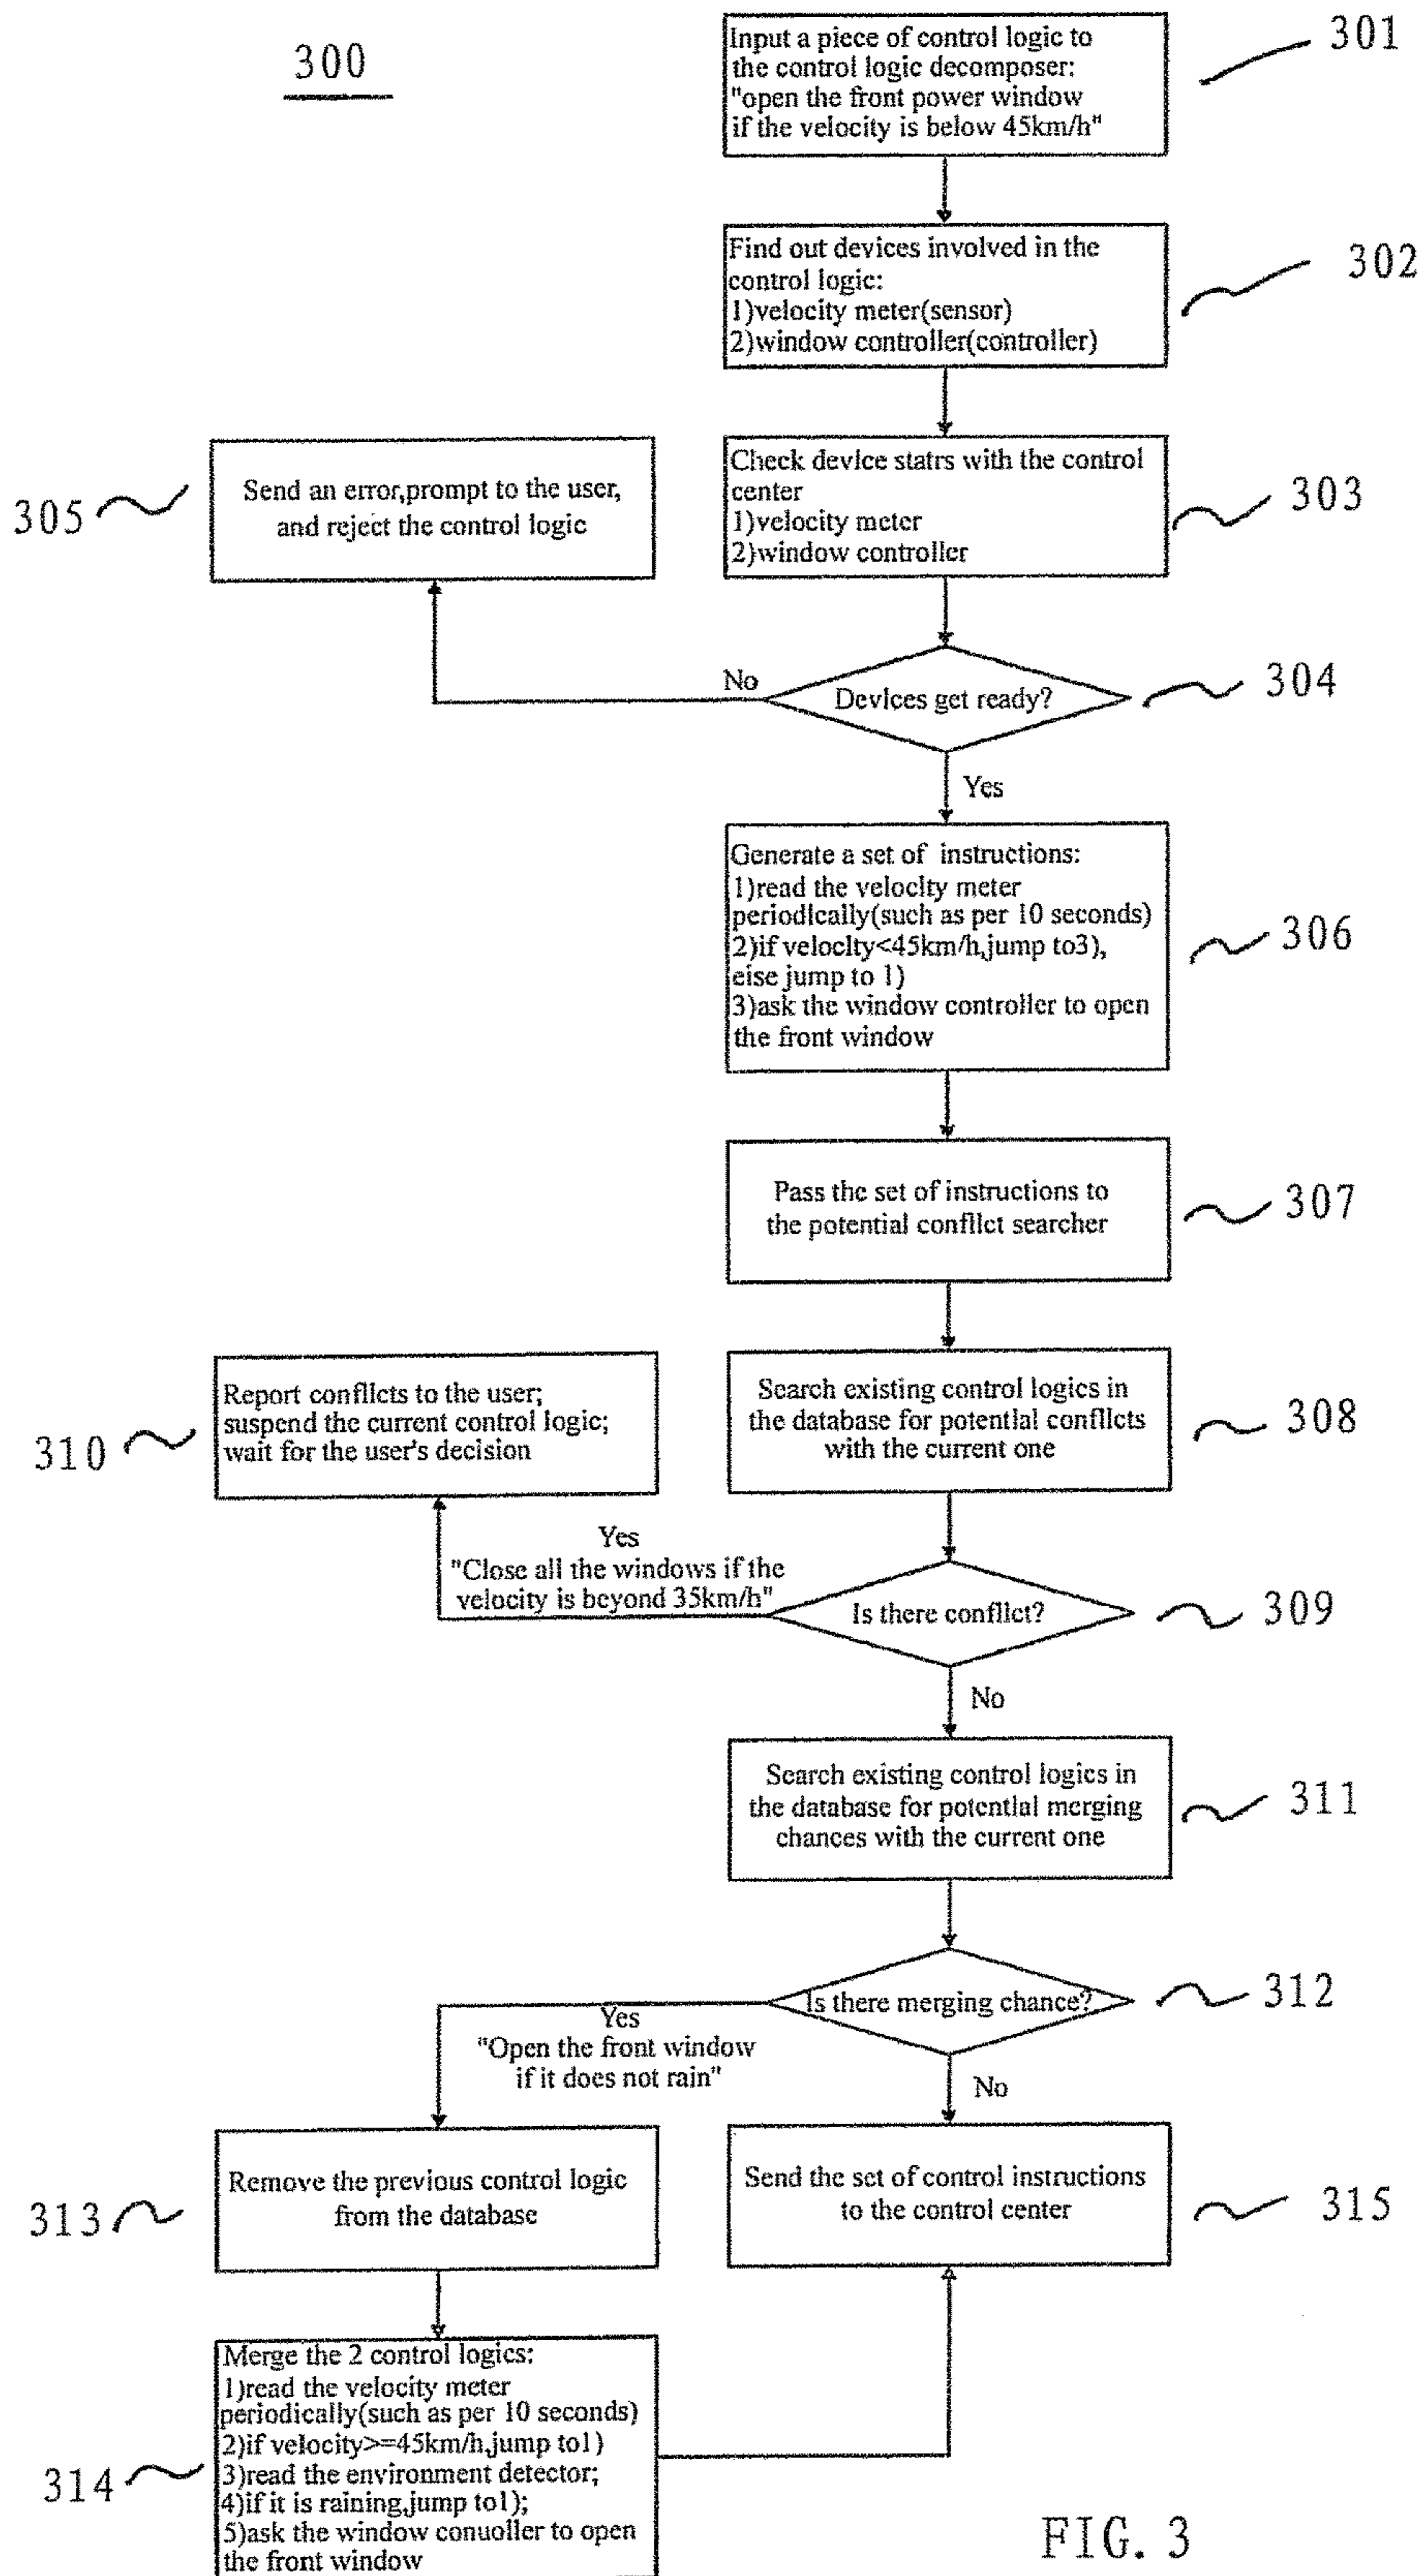 300
Input a piece of control logic to
the control logic decomposer:
"open the front power window
if the velocity is below 45km/h"
301
Find out devices involved in the
control logic:
1)velocity meter(sensor)
2)window controller(controller)
302
Check device statrs with the control
center
1)velocity meter
2)window controller
303
Send an error,prompt to the user,
and reject the control logic
305
No
Devices get ready?
304
Yes
Generate a set of instructions:
1)read the velocity meter
periodically(such as per 10 seconds)
2)if velocity<45km/h,jump to3),
eise jump to 1)
3)ask the window controller to open
the front window
306
Pass the set of instructions to
the potential conflict searcher
307
Report conflicts to the user;
suspend the current control logic;
wait for the user's decision
310
Search existing control logics in
the database for potential conflicts
with the current one
308
Yes
"Close all the windows if the
velocity is beyond 35km/h"
Is there conflict?
309
No
Search existing control logics in
the database for potential merging
chances with the current one
311
Is there merging chance?
312
Yes
"Open the front window
if it does not rain"
No
Remove the previous control logic
from the database
313
Send the set of control instructions
to the control center
315
Merge the 2 control logics:
1)read the velocity meter
periodically(such as per 10 seconds)
2)if velocity>=45km/h,jump to1)
3)read the environment detector;
4)if it is raining,jump to1);
5)ask the window conuoller to open
the front window
314
FIG. 3